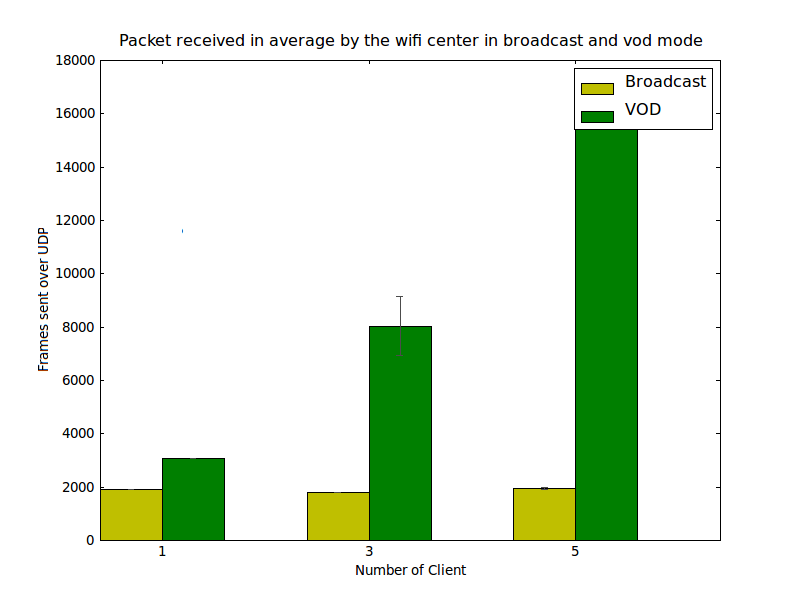 Packet received in average by the wifi center in broadcast and vod mode
Broadcast
VOD
18000
16000
14000
12000
10000
8000
6000
4000
2000
0
Frames sent over UDP
1
3
5
Number of Client